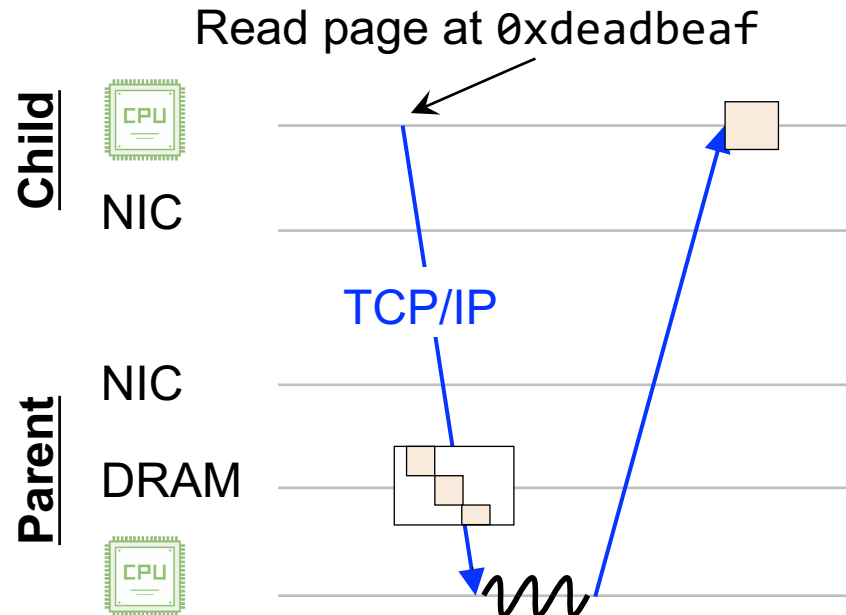 Read page at 0xdeadbeaf
Child
CPU
NIC
TCP/IP
NIC
Parent
DRAM
CPU